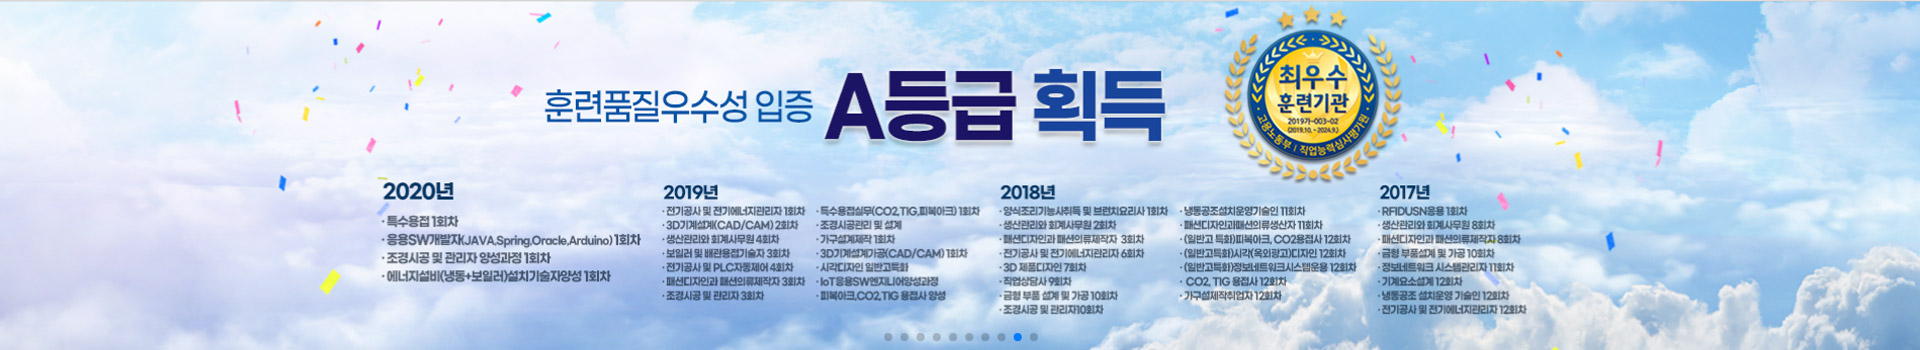 훈련품질우수성 입증 A등급 획득
최우수
훈련기관
2019가-003-02
(2019.10. ~ 2024.9.)
고용노동부 | 직업능력심사평가원
2020년
· 특수용접 1회차
· 응용SW개발자(JAVA,Spring,Oracle,Arduino) 1회차
· 조경시공 및 관리자 양성과정 1회차
· 에너지설비(냉동+보일러)설치기술자양성 1회차
2019년
· 전기공사 및 전기에너지관리자 1회차
· 3D기계설계(CAD/CAM) 2회차
· 생산관리와 회계사무원 4회차
· 보일러 및 배관용접기술자 3회차
· 전기공사 및 PLC자동제어 4회차
· 패션디자인과 패션의류제작자 3회차
· 조경시공 및 관리자 3회차
· 특수용접실무(CO2,TIG,피복아크) 1회차
· 조경시공관리 및 설계
· 가구설계제작 1회차
· 3D기계설계가공(CAD/CAM) 1회차
· 시각디자인 일반고특화
· IoT응용SW엔지니어양성과정
· 피복아크,CO2,TIG 용접사 양성
2018년
· 양식조리기능사취득 및 브런치요리사 1회차
· 생산관리와 회계사무원 2회차
· 패션디자인과 패션의류제작자 3회차
· 전기공사 및 전기에너지관리자 6회차
· 3D 제품디자인 7회차
· 직업상담사 9회차
· 금형 부품 설계 및 가공 10회차
· 조경시공 및 관리자10회차
· 냉동공조설치운영기술인 11회차
· 패션디자인과패션의류생산자 11회차
· (일반고 특화)피복아크, CO2용접사 12회차
· (일반고특화)시각(옥외광고)디자인 12회차
· (일반고특화)정보네트워크시스템운용 12회차
· CO2, TIG 용접사 12회차
· 가구설제작취업자 12회차
2017년
· RFIDUSN응용 1회차
· 생산관리와 회계사무원 8회차
· 패션디자인과 패션의류제작자 8회차
· 금형 부품설계 및 가공 10회차
· 정보네트워크 시스템관리자 11회차
· 기계요소설계 12회차
· 냉동공조 설치운영 기술인 12회차
· 전기공사 및 전기에너지관리자 12회차